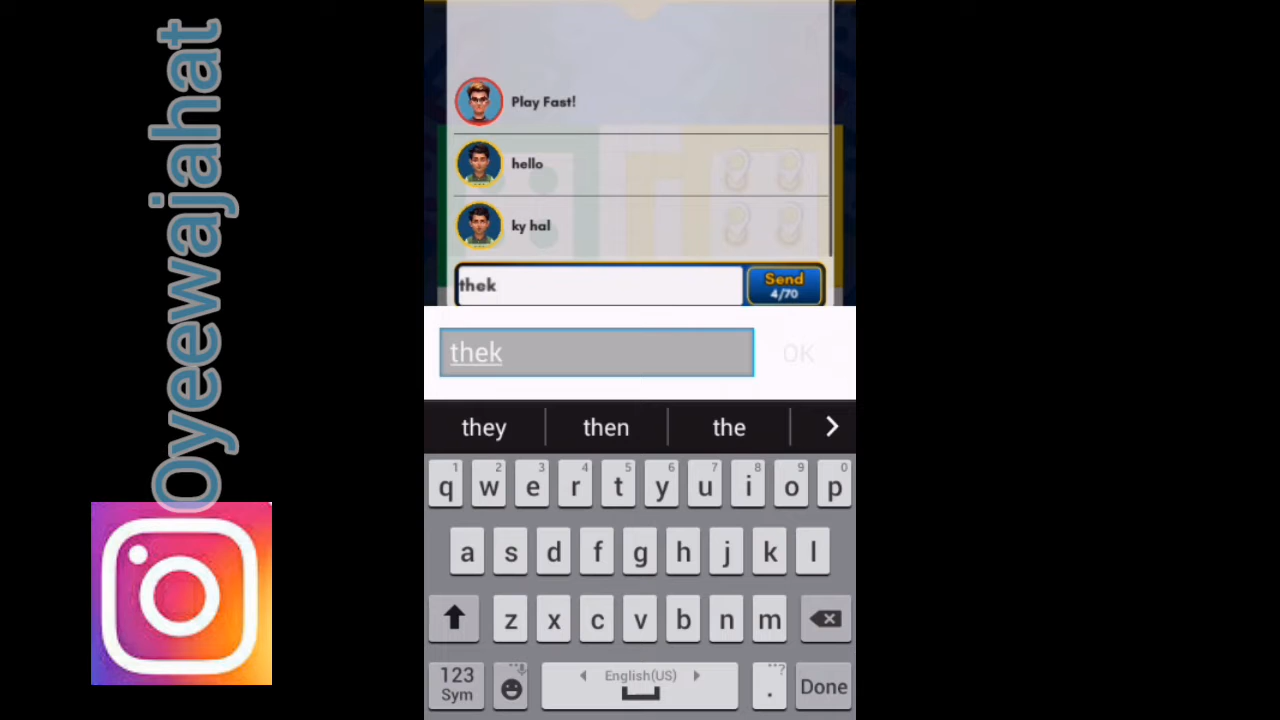 Oyeewajahat
Play Fast!
hello
ky hal
thek
Send
4/70
thek
OK
they then the
1 2 3 4 5 6 7 8 9 0
q w e r t y u i o p
a s d f g h j k l
z x c v b n m
123
Sym
English(US)
. ?
Done